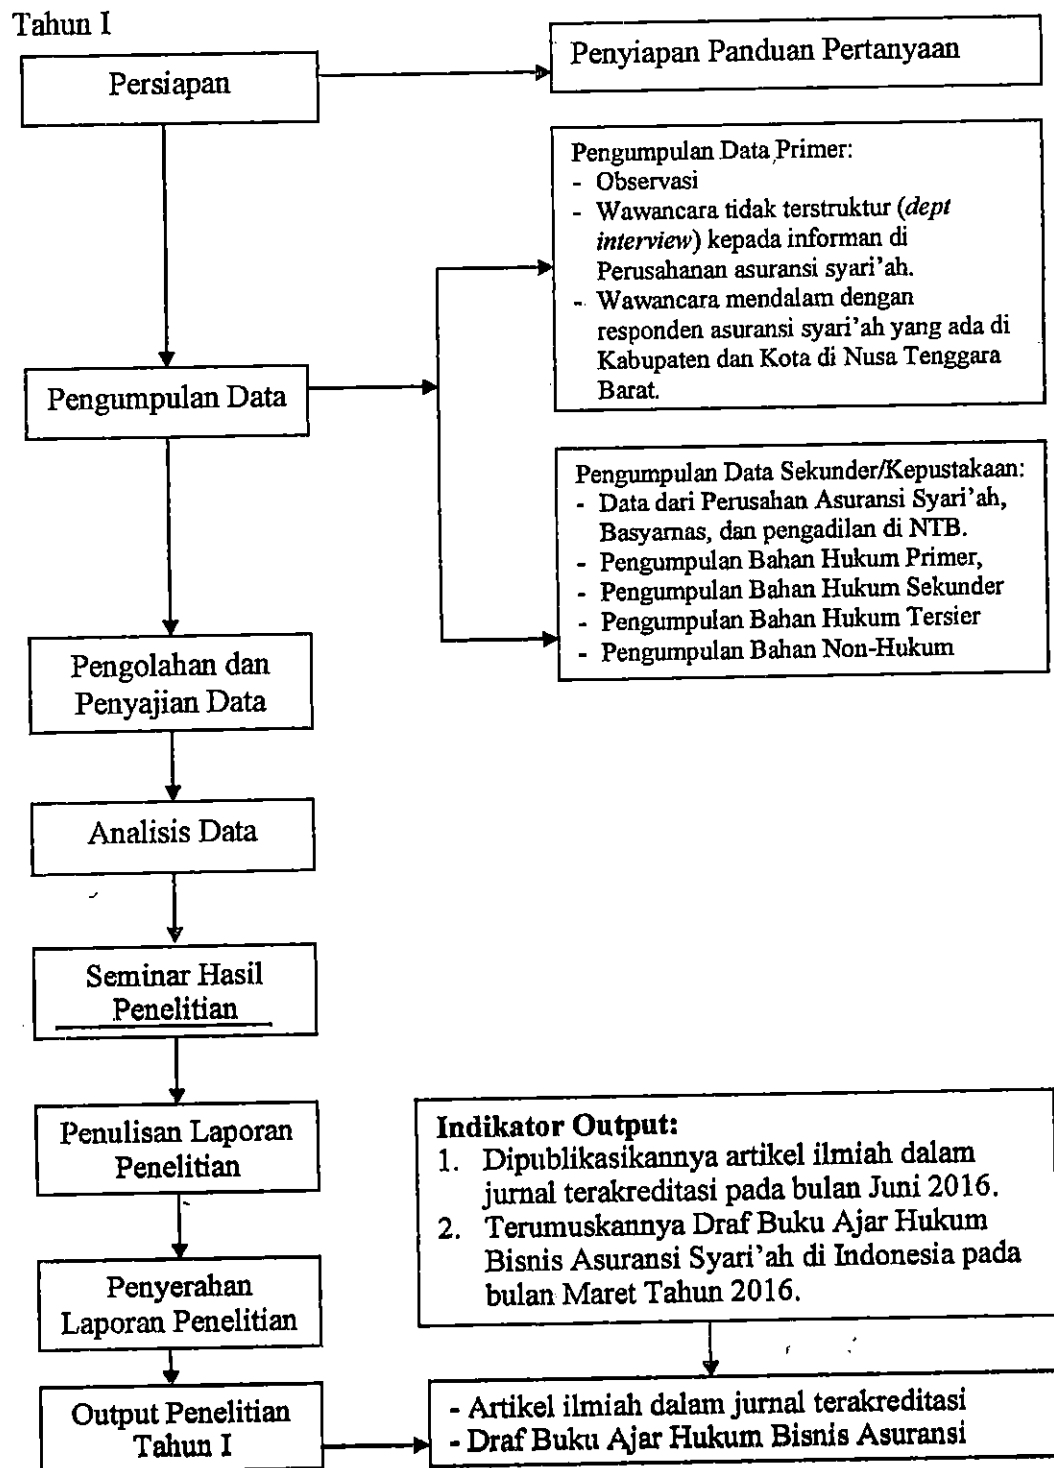 Tahun I
Persiapan
Penyiapan Panduan Pertanyaan
Pengumpulan Data Primer:
- Observasi
- Wawancara tidak terstruktur (dept
interview) kepada informan di
Perusahanan asuransi syari'ah.
- Wawancara mendalam dengan
responden asuransi syari'ah yang ada di
Kabupaten dan Kota di Nusa Tenggara
Barat.
Pengumpulan Data
Pengumpulan Data Sekunder/Kepustakaan:
- Data dari Perusahan Asuransi Syari'ah,
Basyarnas, dan pengadilan di NTB.
- Pengumpulan Bahan Hukum Primer,
- Pengumpulan Bahan Hukum Sekunder
- Pengumpulan Bahan Hukum Tersier
- Pengumpulan Bahan Non-Hukum
Pengolahan dan
Penyajian Data
Analisis Data
Seminar Hasil
Penelitian
Penulisan Laporan
Penelitian
Indikator Output:
1. Dipublikasikannya artikel ilmiah dalam
jurnal terakreditasi pada bulan Juni 2016.
2. Terumuskannya Draf Buku Ajar Hukum
Bisnis Asuransi Syari'ah di Indonesia pada
bulan Maret Tahun 2016.
Penyerahan
Laporan Penelitian
Output Penelitian
Tahun I
- Artikel ilmiah dalam jurnal terakreditasi
- Draf Buku Ajar Hukum Bisnis Asuransi